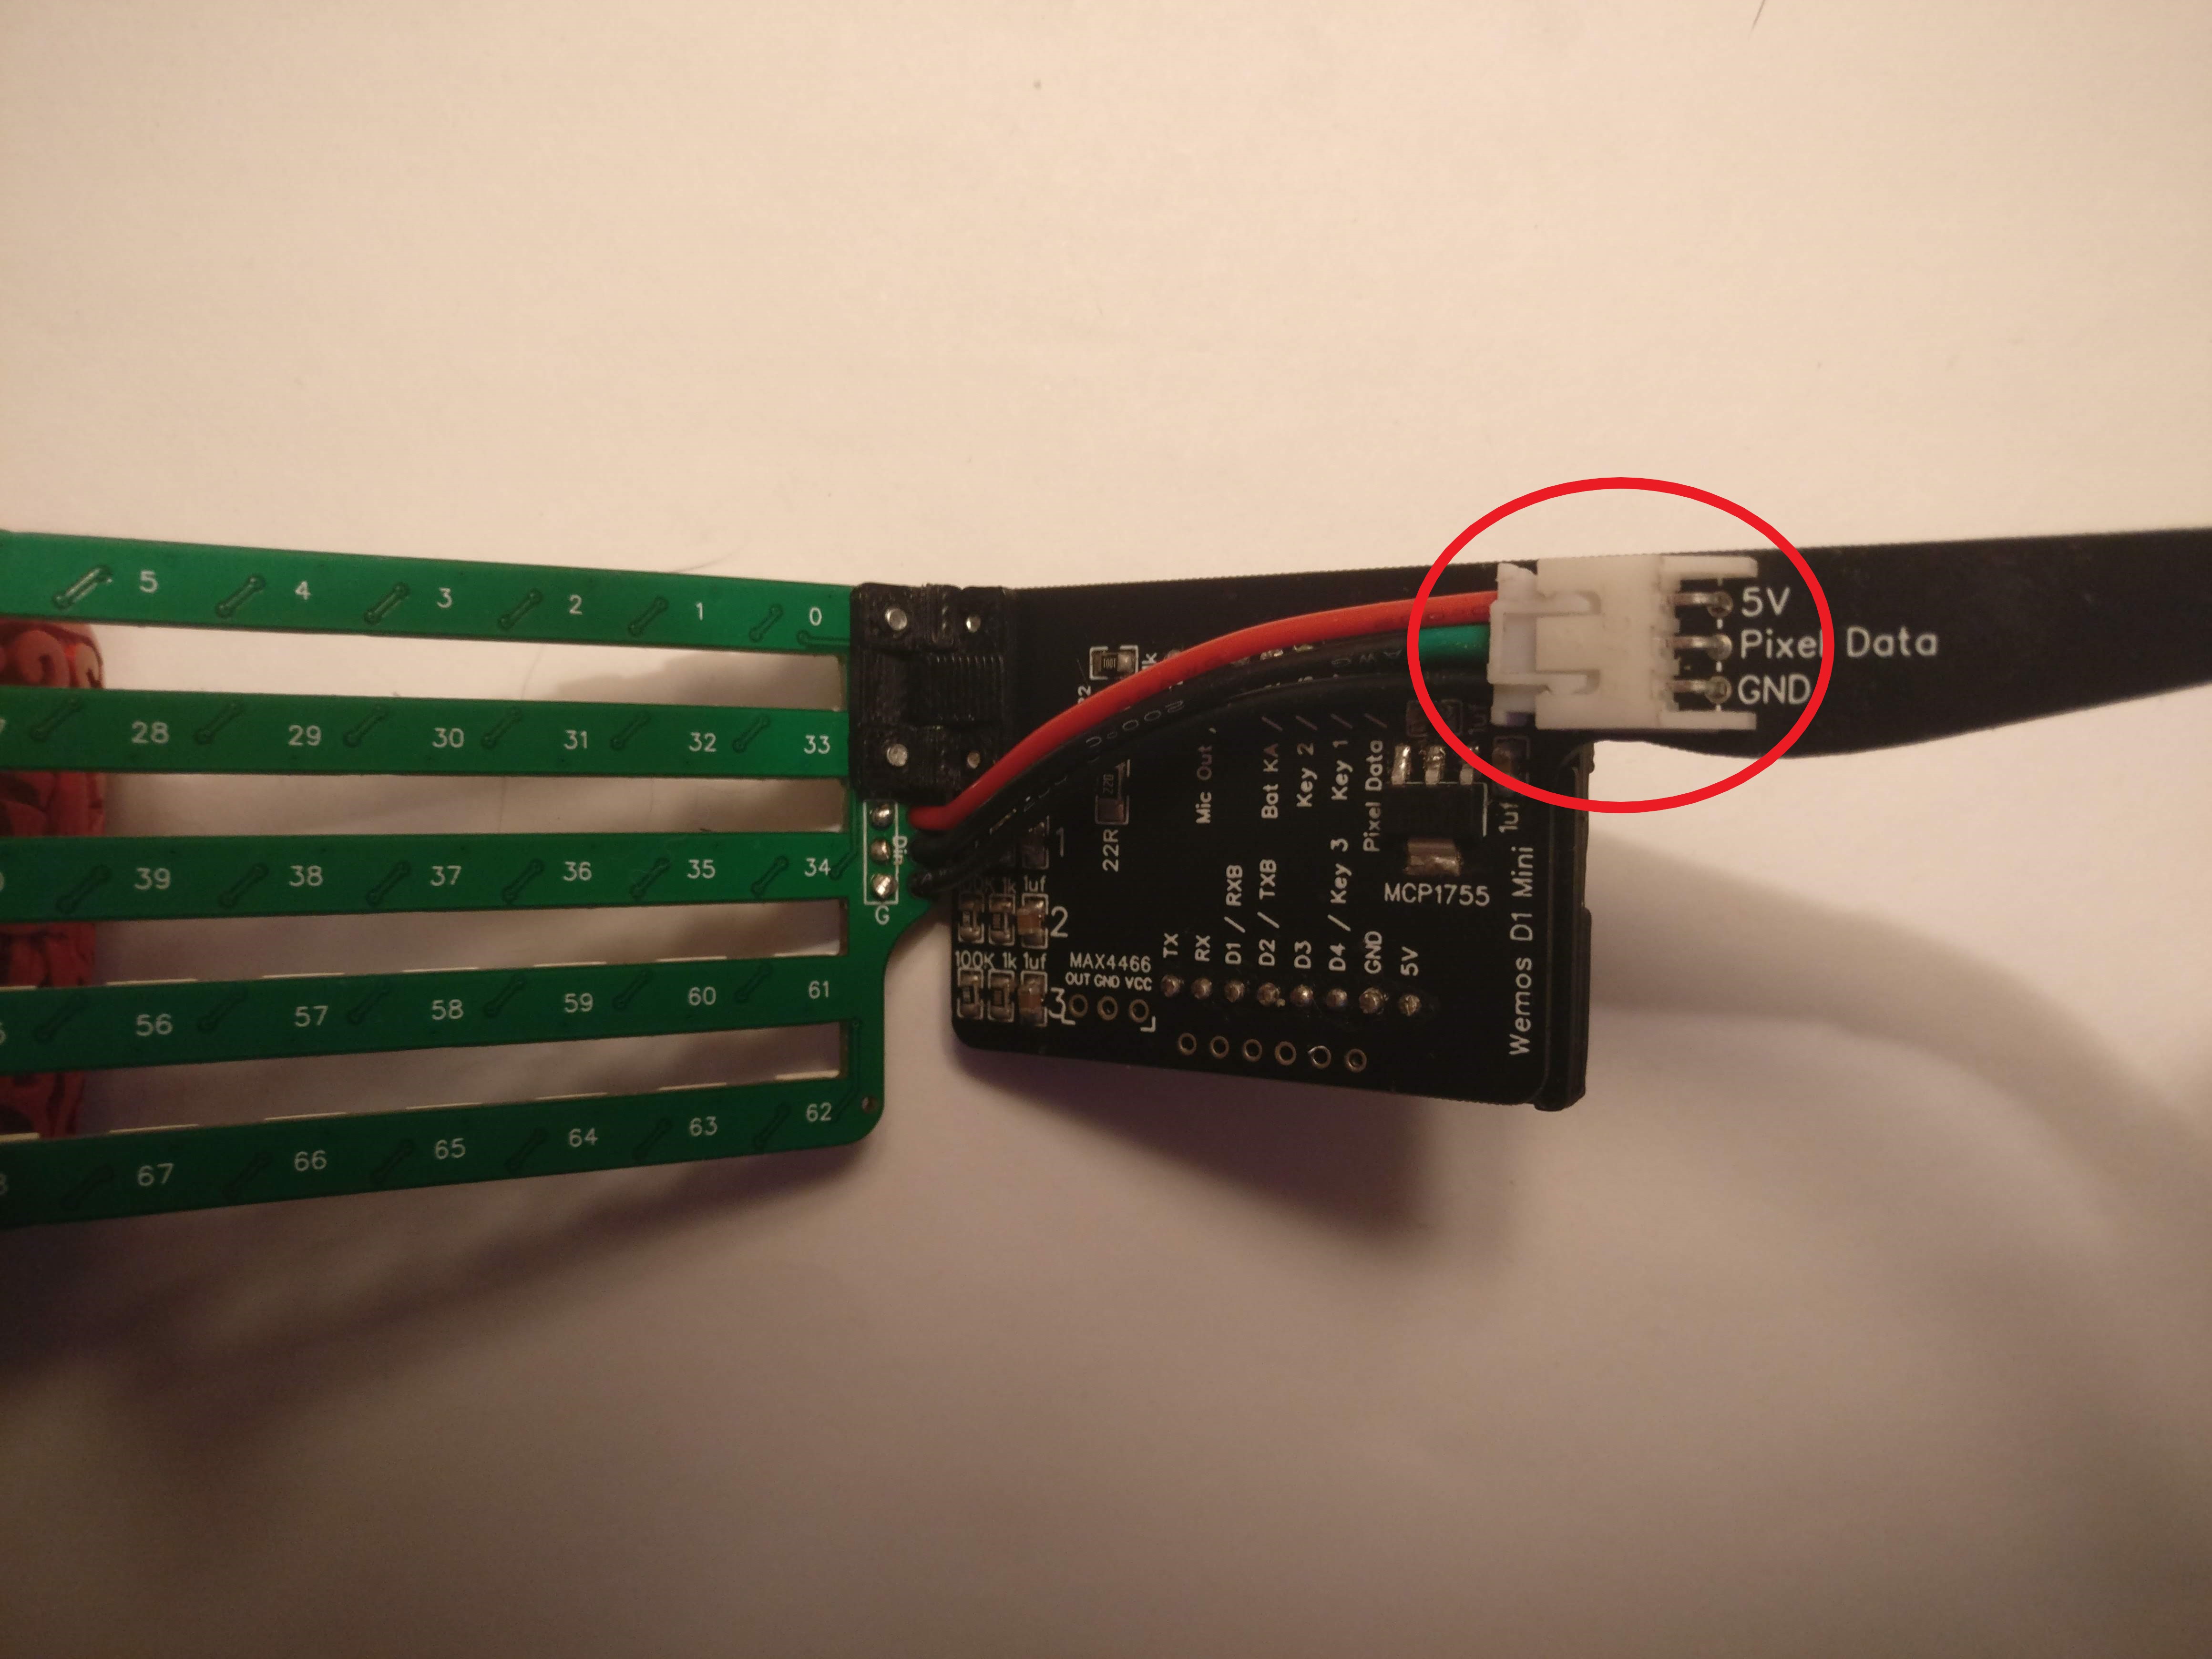 5 4 3 2 1 0
28 29 30 31 32 33
39 38 37 36 35 34
56 57 58 59 60 61
67 66 65 64 63 62
Din
G
5V
Pixel Data
GND
22R
220
1k 1uf
2
100K 1k 1uf
3
MAX4466
OUT GND VCC
Mic Out /
Bat KA /
Key 2 /
Key 1 /
Pixel Data /
TX
RX
D1 / RXB
D2 / TXB
D3
D4 / Key 3
GND
5V
MCP1755
1uf
1uf
Wemos D1 Mini